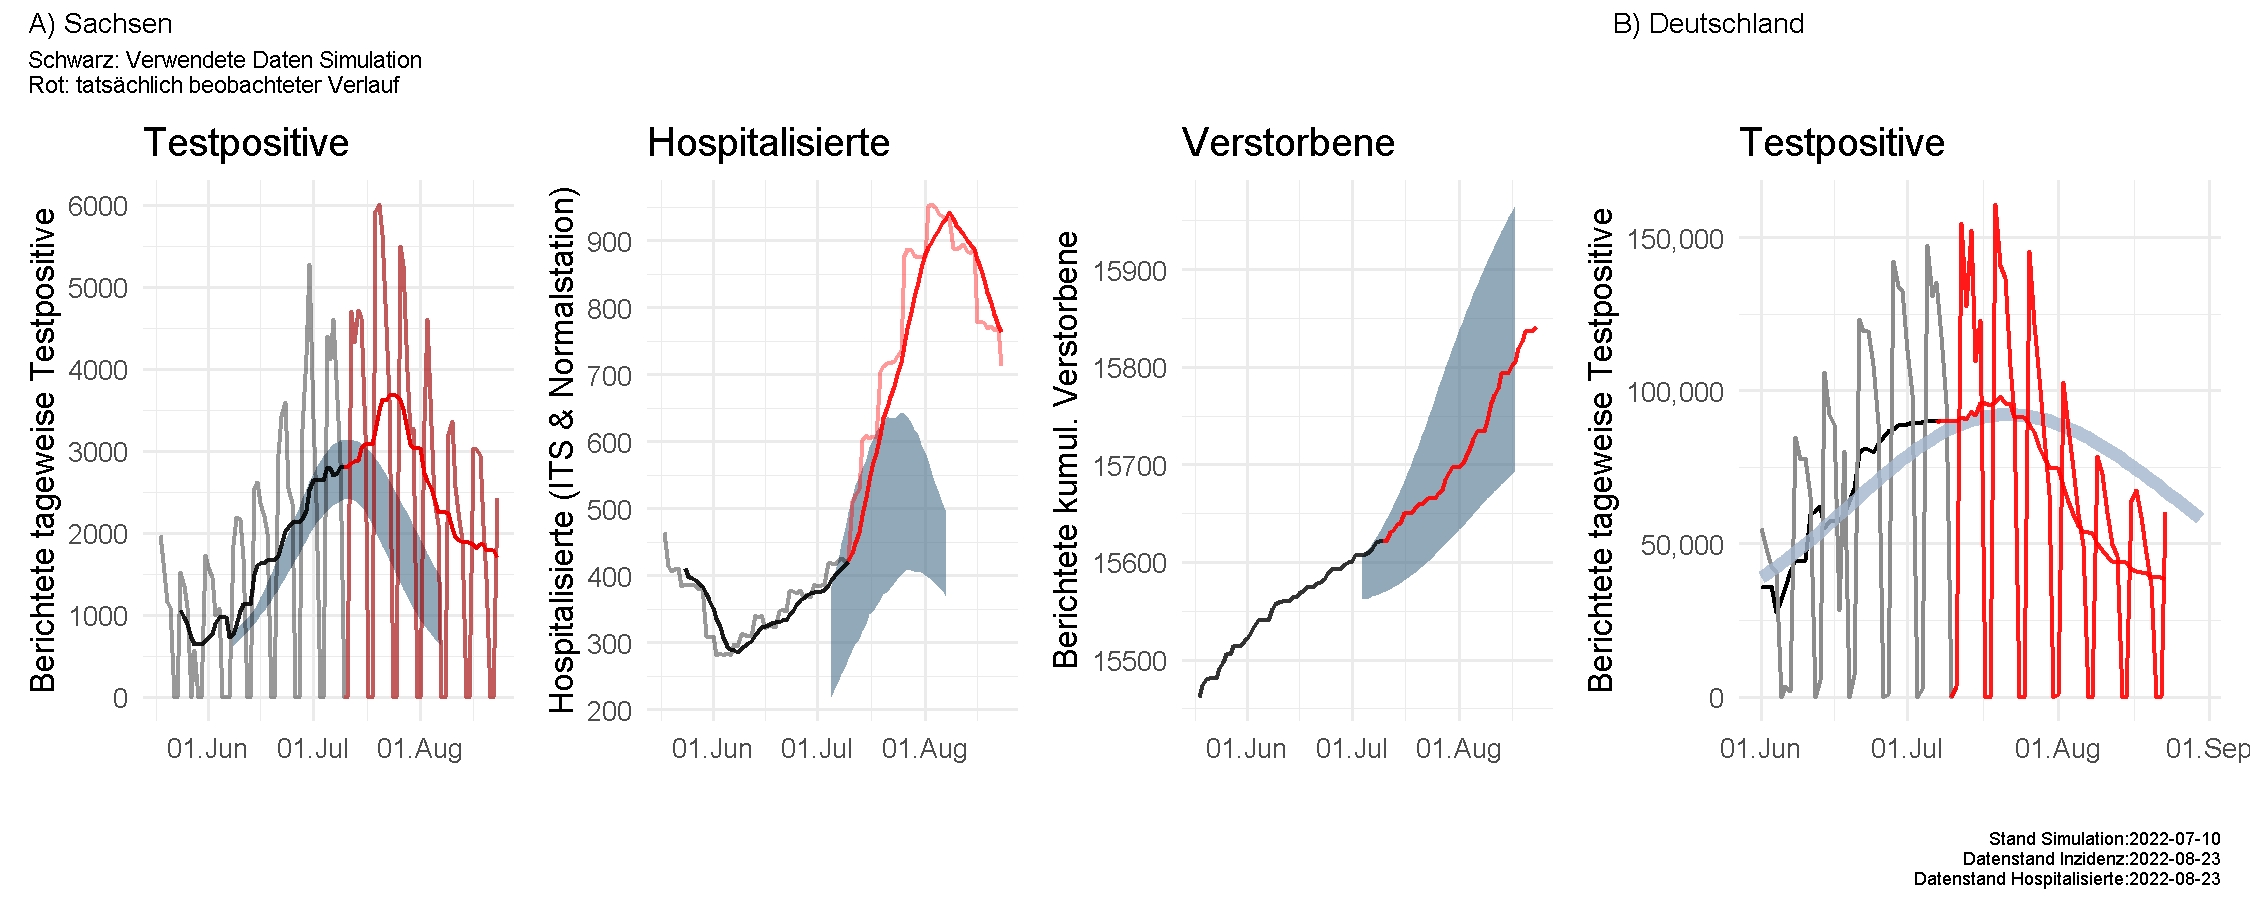 A) Sachsen
B) Deutschland
Schwarz: Verwendete Daten Simulation
Rot: tatsächlich beobachteter Verlauf
Testpositive
Berichtete tageweise Testpositive
6000
5000
4000
3000
2000
1000
0
01.Jun
01.Jul
01.Aug
Hospitalisierte
Hospitalisierte (ITS & Normalstation)
900
800
700
600
500
400
300
200
01.Jun
01.Jul
01.Aug
Verstorbene
Berichtete kumul. Verstorbene
15900
15800
15700
15600
15500
01.Jun
01.Jul
01.Aug
Testpositive
Berichtete tageweise Testpositive
150,000
100,000
50,000
0
01.Jun
01.Jul
01.Aug
01.Sep
Stand Simulation:2022-07-10
Datenstand Inzidenz:2022-08-23
Datenstand Hospitalisierte:2022-08-23